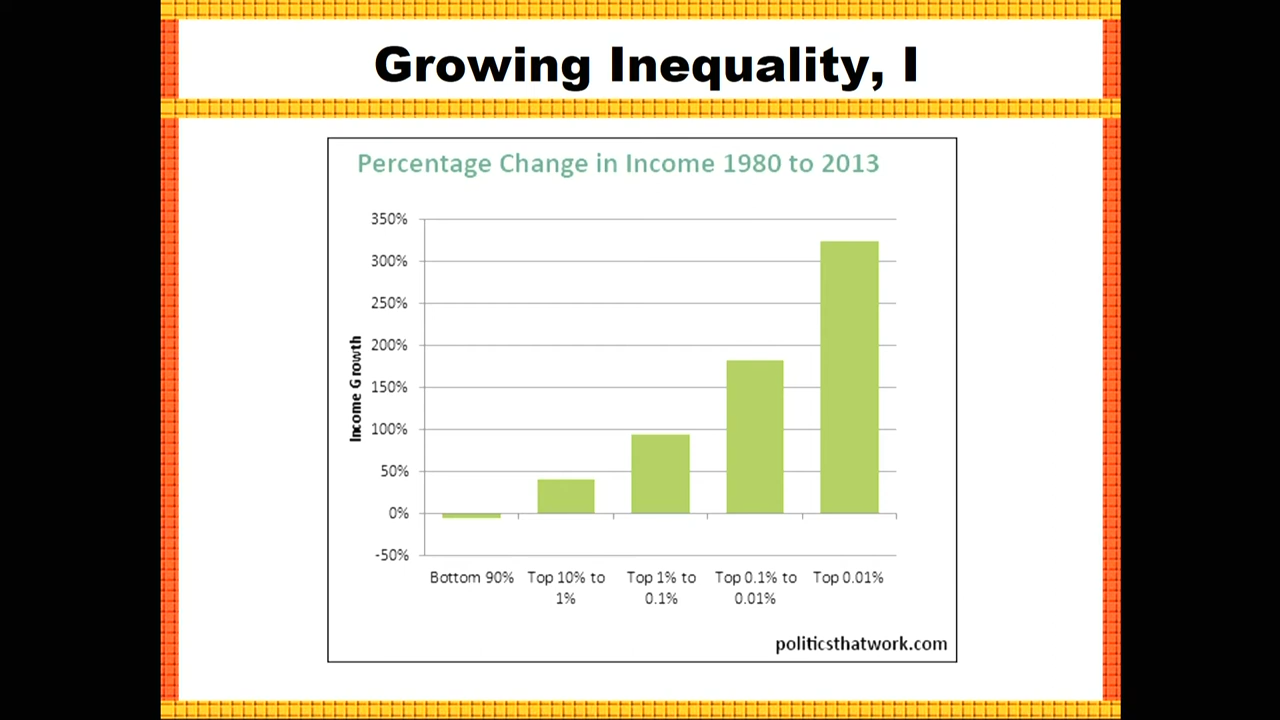 Growing Inequality, I
Percentage Change in Income 1980 to 2013
350%
300%
250%
200%
150%
100%
50%
0%
-50%
Income Growth
Bottom 90%
Top 10% to
1%
Top 1% to
0.1%
Top 0.1% to
0.01%
Top 0.01%
politicsthatwork.com